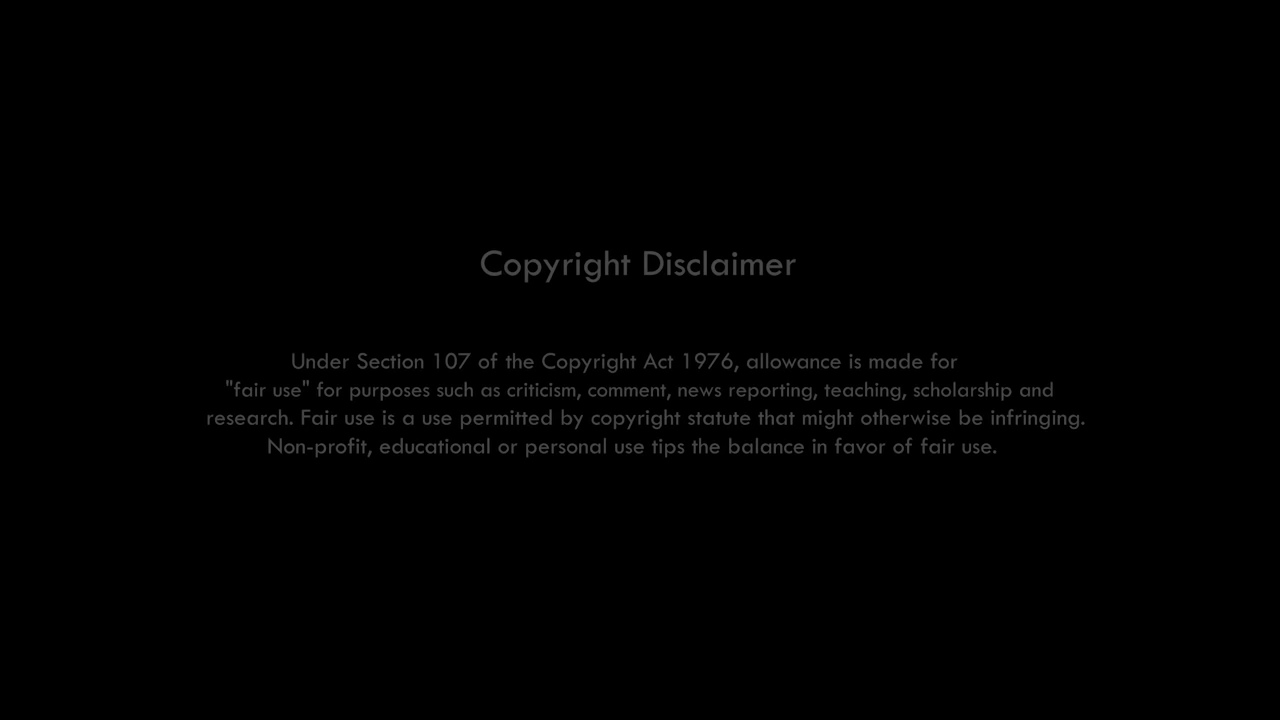 Copyright Disclaimer
Under Section 107 of the Copyright Act 1976, allowance is made for
"fair use" for purposes such as criticism, comment, news reporting, teaching, scholarship and
research. Fair use is a use permitted by copyright statute that might otherwise be infringing.
Non-profit, educational or personal use tips the balance in favor of fair use.